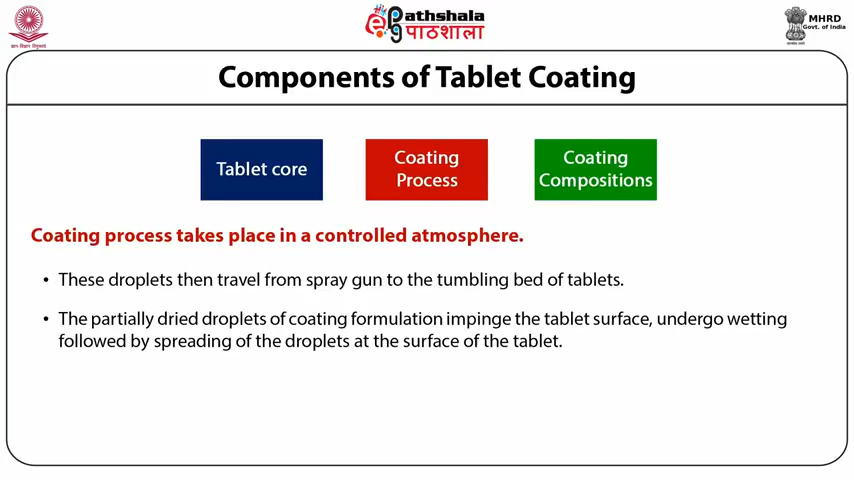 Pathshala
पाठशाला
MHRD
Govt. of India
Components of Tablet Coating
Tablet core
Coating
Process
Coating
Compositions
Coating process takes place in a controlled atmosphere.
• These droplets then travel from spray gun to the tumbling bed of tablets.
• The partially dried droplets of coating formulation impinge the tablet surface, undergo wetting
followed by spreading of the droplets at the surface of the tablet.